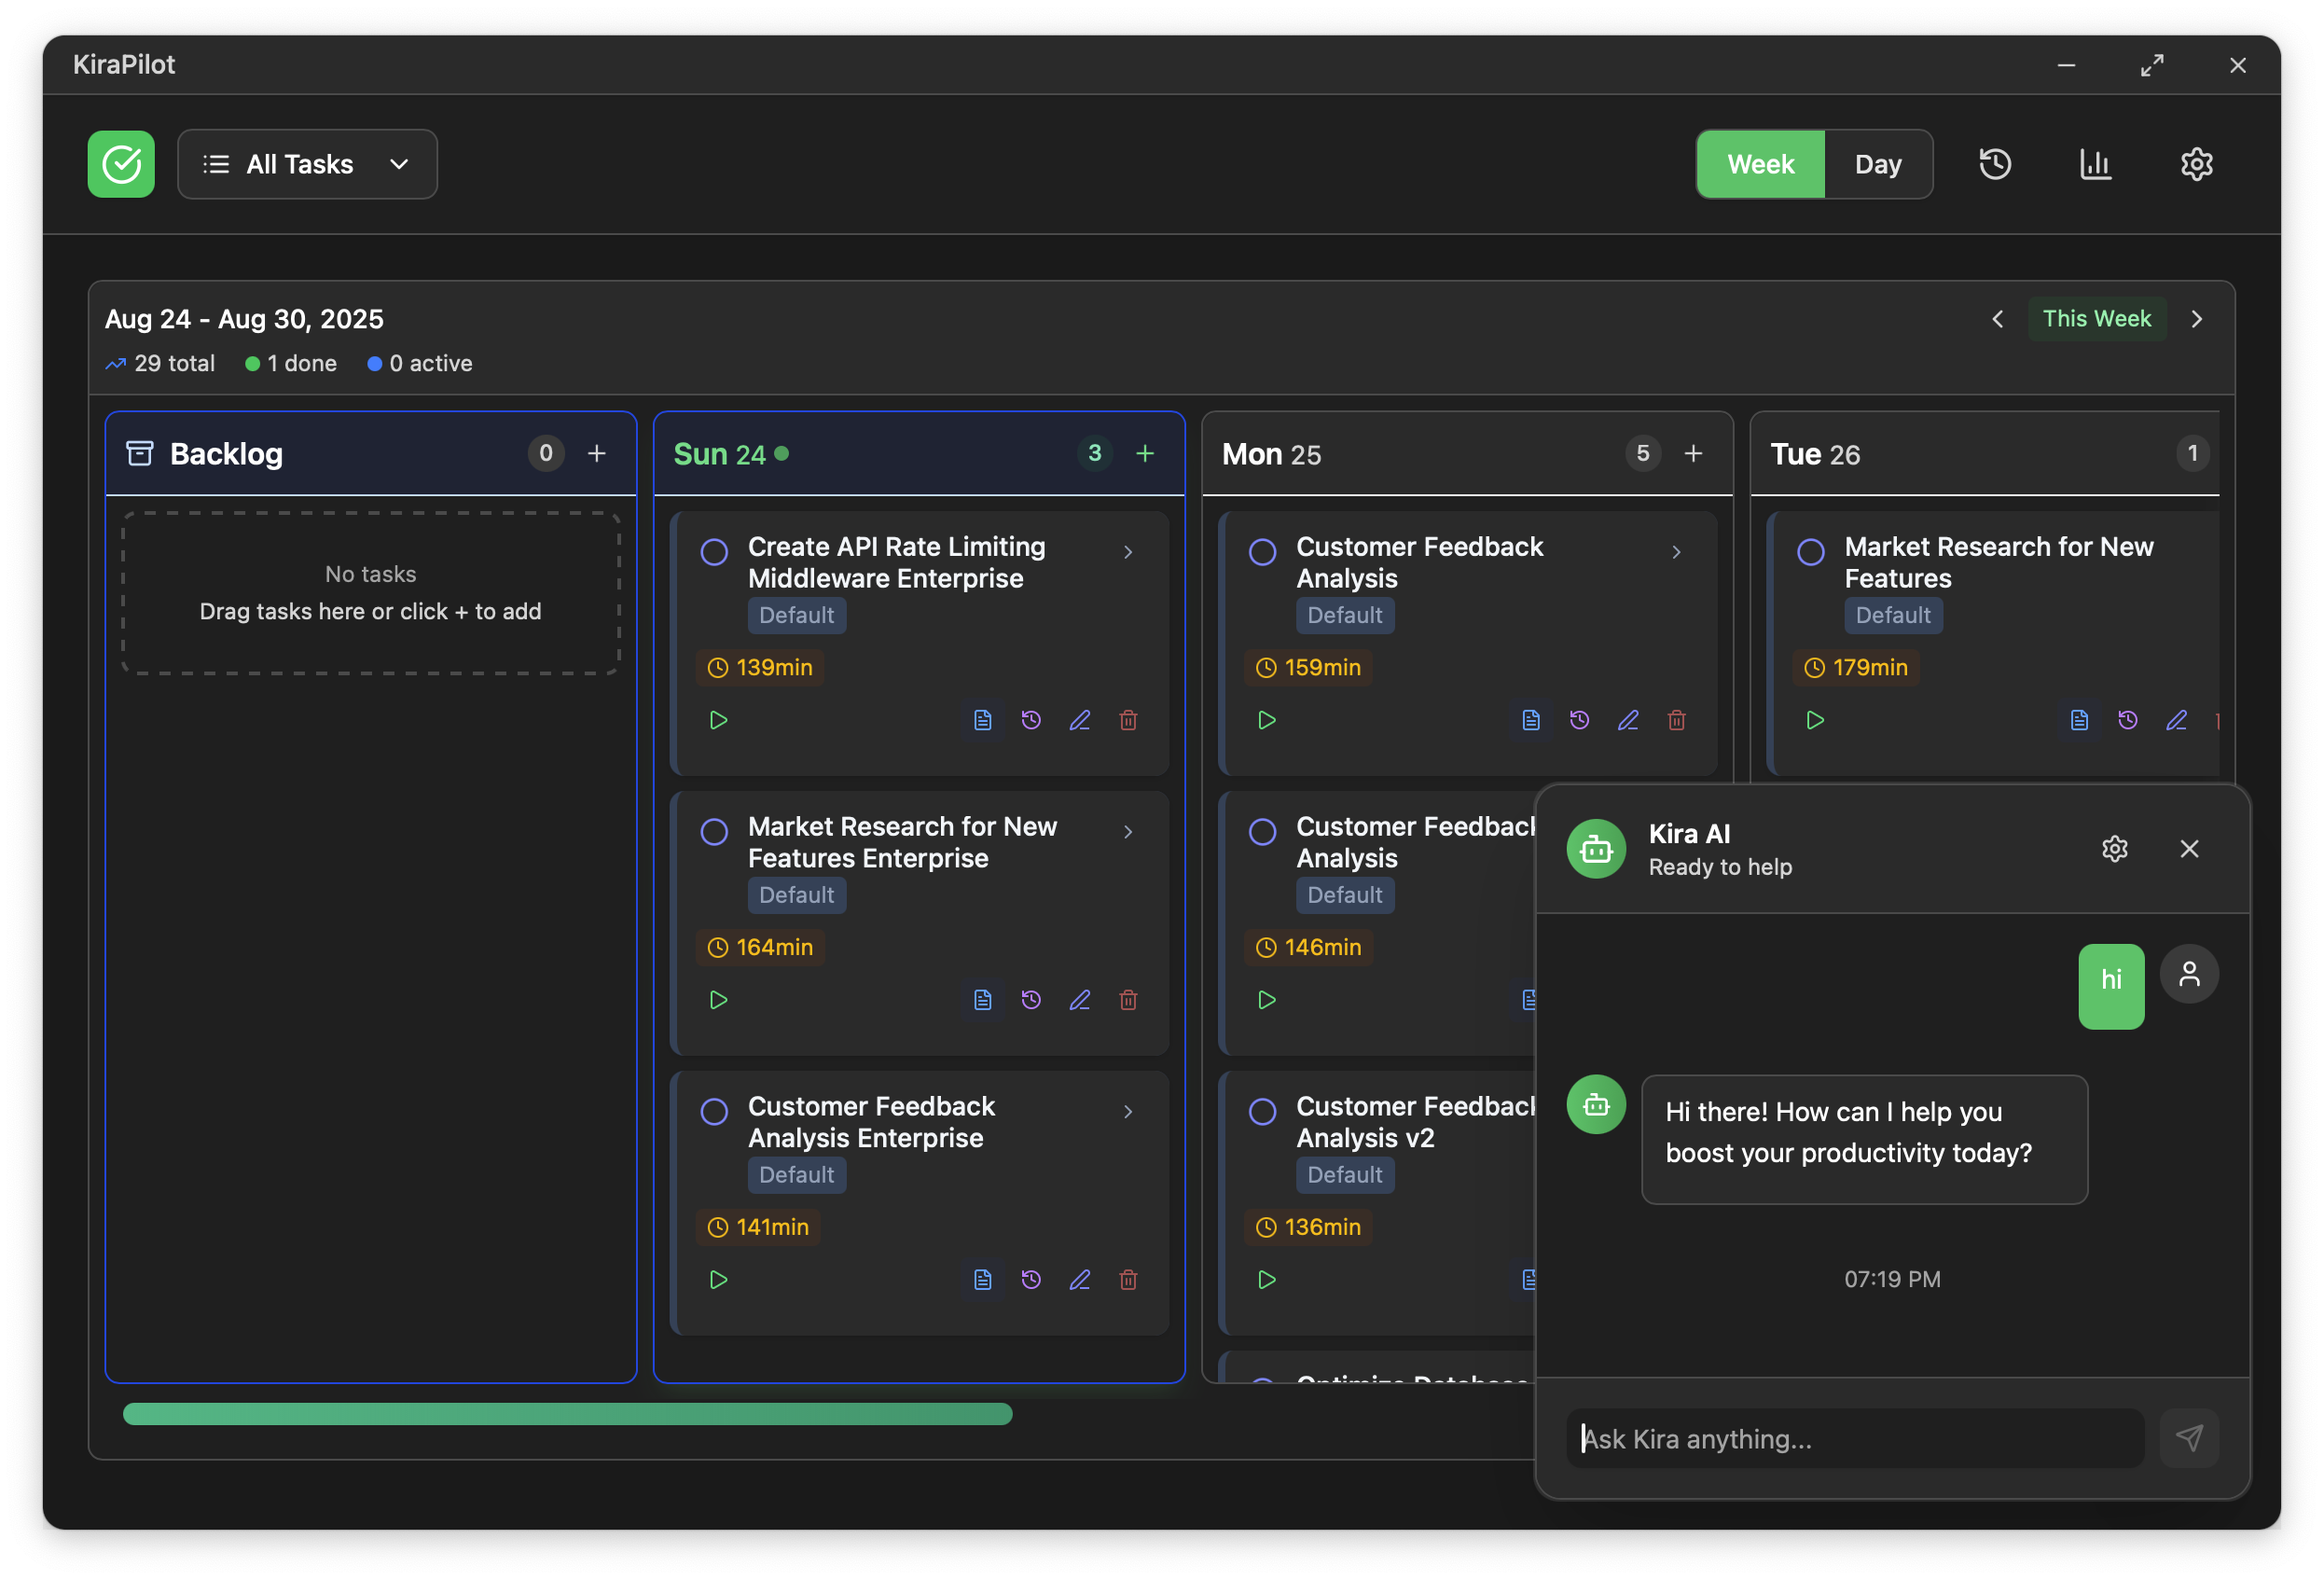 KiraPilot
All Tasks
Week
Day
Aug 24 - Aug 30, 2025
This Week
29 total
1 done
0 active
Backlog
0
No tasks
Drag tasks here or click + to add
Sun 24
3
Create API Rate Limiting
Middleware Enterprise
Default
139min
Market Research for New
Features Enterprise
Default
164min
Customer Feedback
Analysis Enterprise
Default
141min
Mon 25
5
Customer Feedback
Analysis
Default
159min
Customer Feedback
Analysis
Default
146min
Customer Feedback
Analysis v2
Default
136min
Optimize Database
Tue 26
1
Market Research for New
Features
Default
179min
Kira AI
Ready to help
hi
Hi there! How can I help you
boost your productivity today?
07:19 PM
Ask Kira anything...